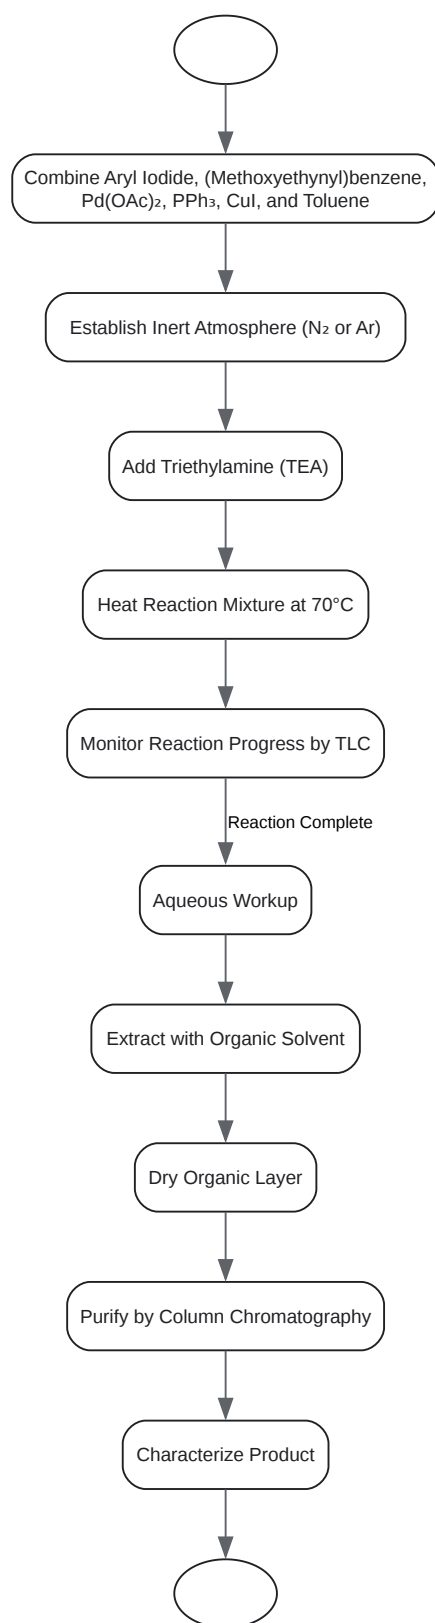 Combine Aryl Iodide, (Methoxyethynyl)benzene,
Pd(OAc)₂, PPh₃, CuI, and Toluene
Establish Inert Atmosphere (N₂ or Ar)
Add Triethylamine (TEA)
Heat Reaction Mixture at 70°C
Monitor Reaction Progress by TLC
Reaction Complete
Aqueous Workup
Extract with Organic Solvent
Dry Organic Layer
Purify by Column Chromatography
Characterize Product